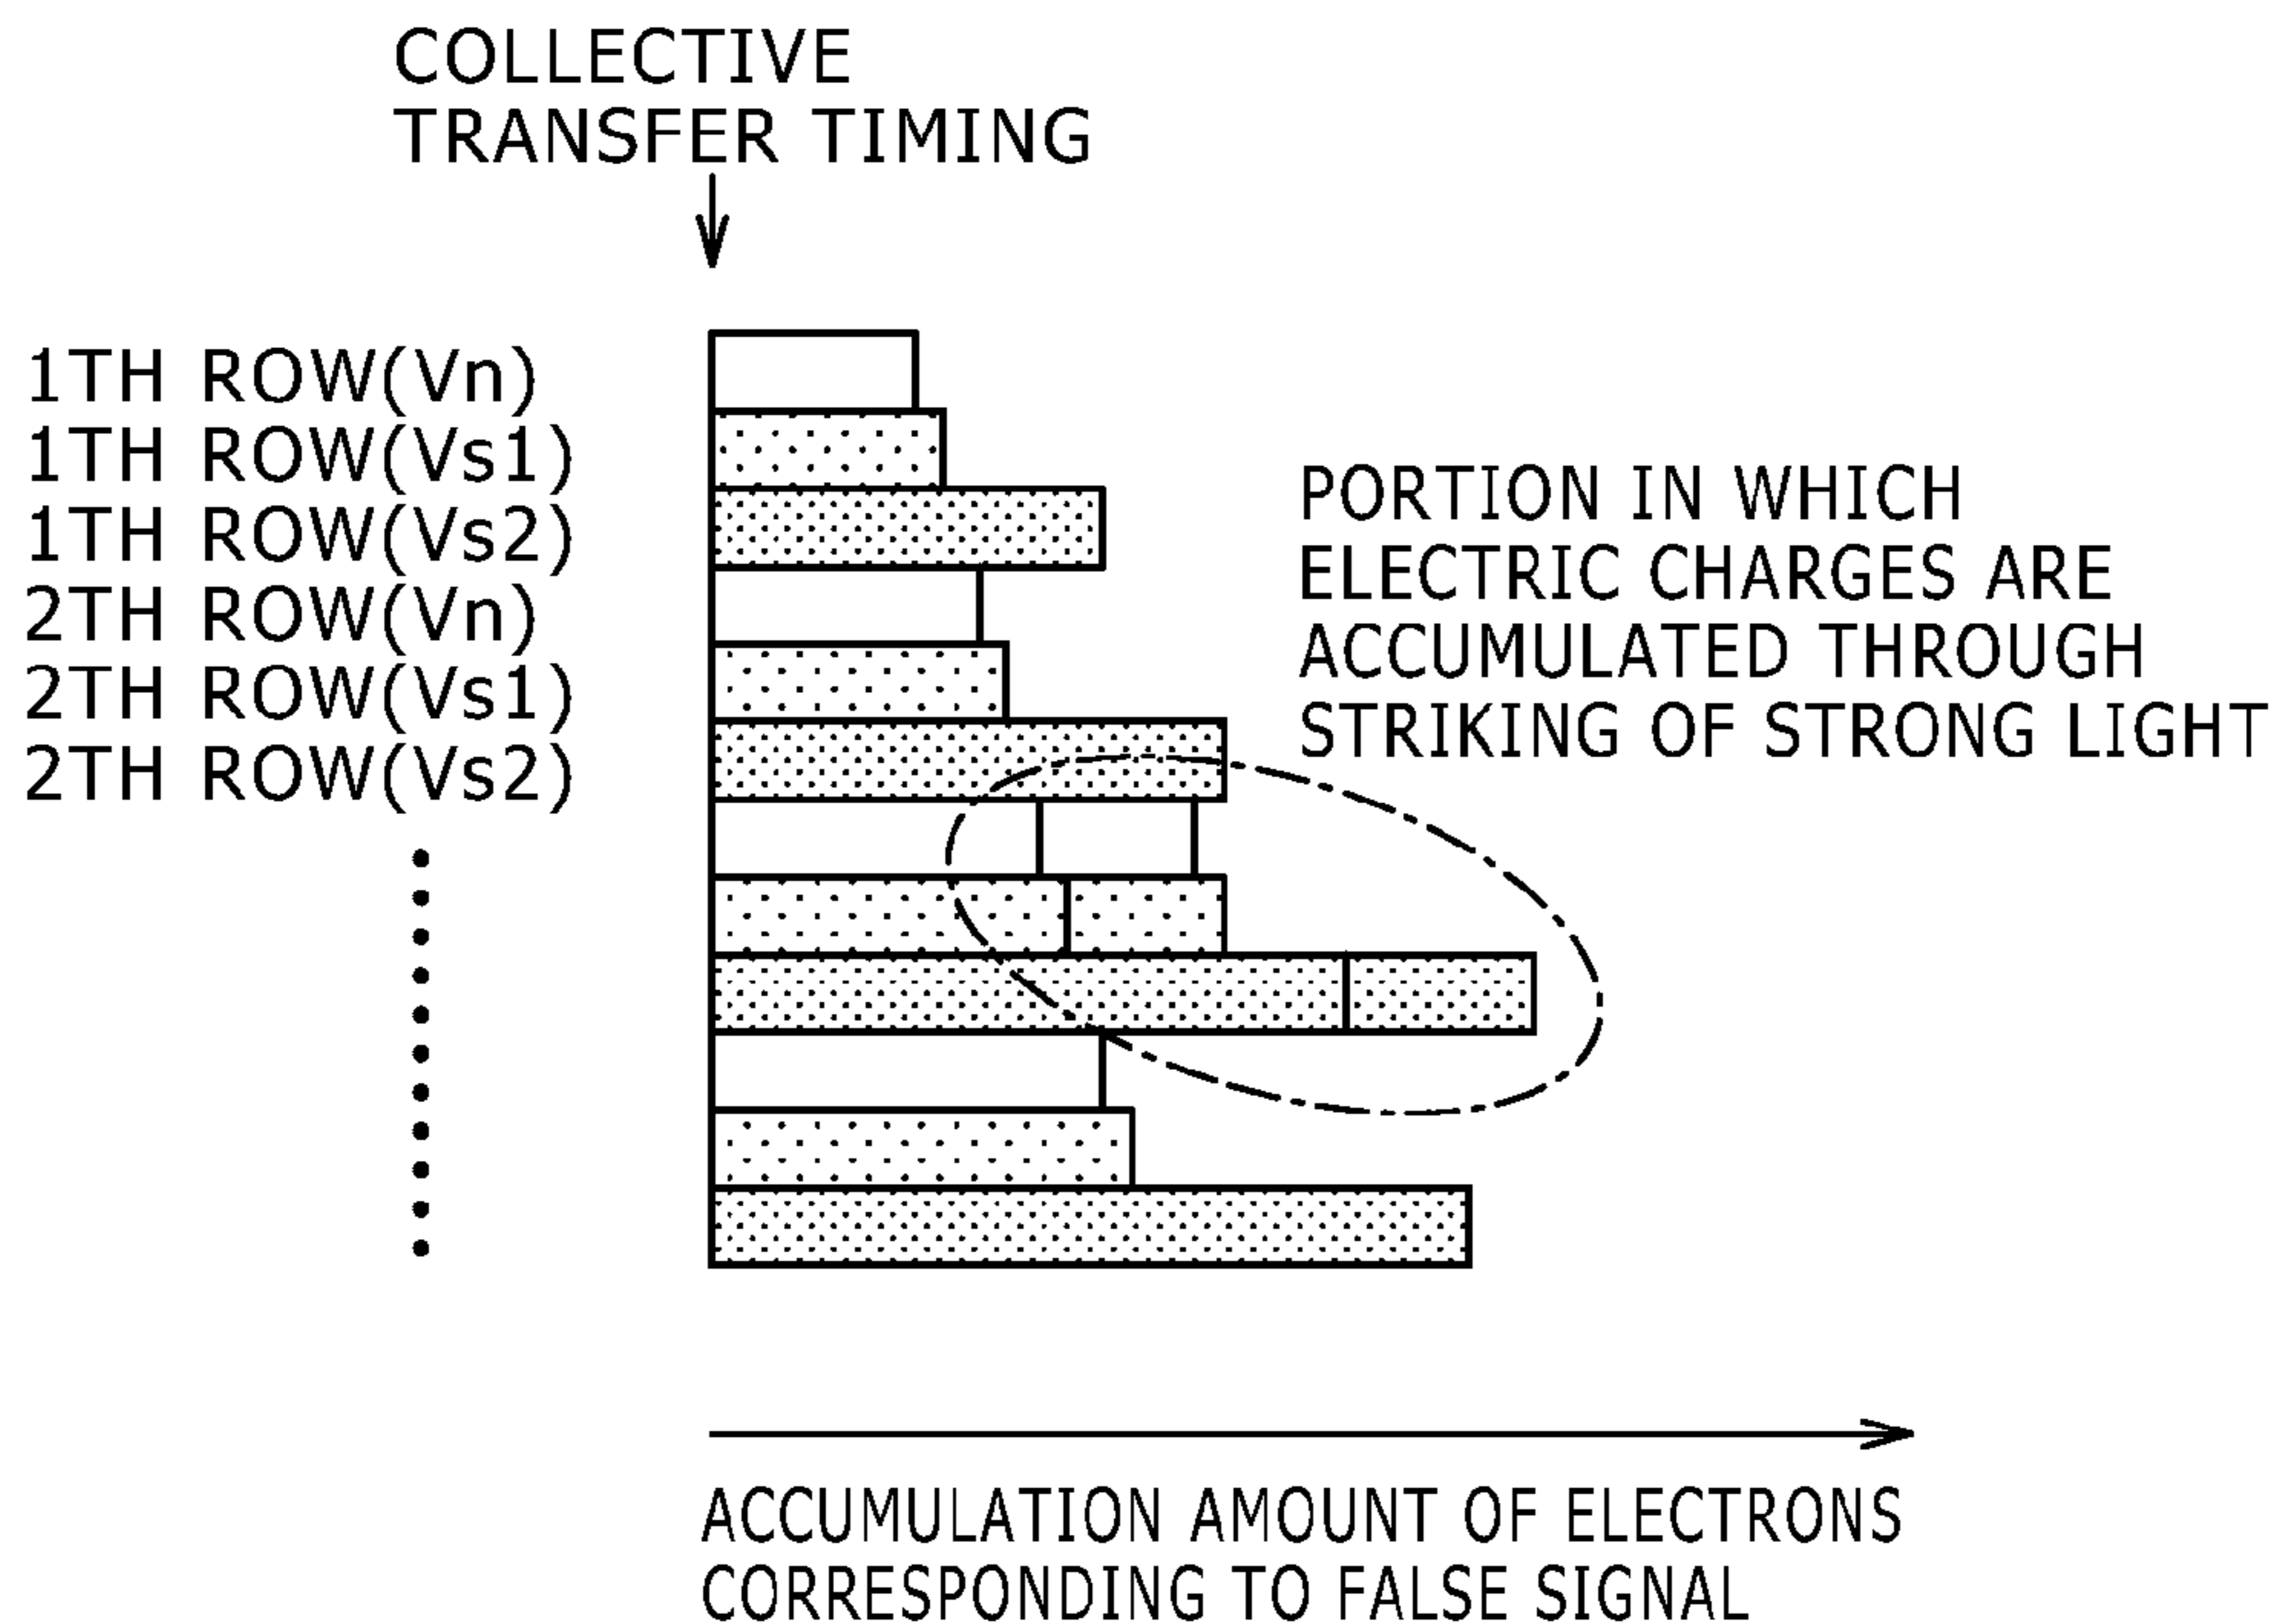 COLLECTIVE
TRANSFER TIMING
1TH ROW(Vn)
1TH ROW(Vs1)
1TH ROW(Vs2)
2TH ROW(Vn)
2TH ROW(Vs1)
2TH ROW(Vs2)
PORTION IN WHICH
ELECTRIC CHARGES ARE
ACCUMULATED THROUGH
STRIKING OF STRONG LIGHT
ACCUMULATION AMOUNT OF ELECTRONS
CORRESPONDING TO FALSE SIGNAL